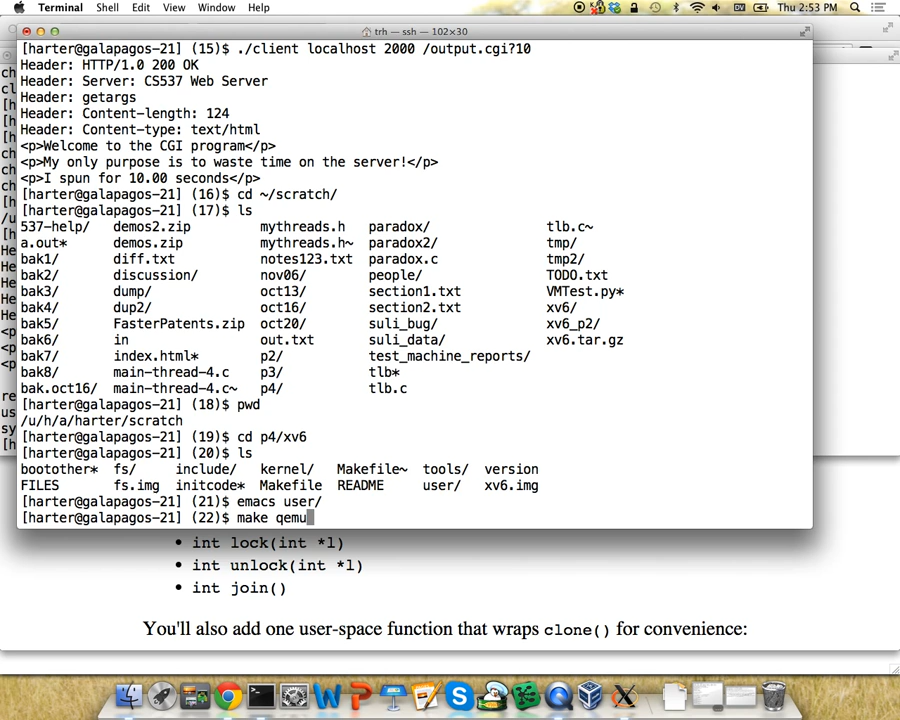 Terminal Shell Edit View Window Help Thu 2:53 PM
trh — ssh — 102×30
[harter@galapagos-21] (15)$ ./client localhost 2000 /output.cgi?10
Header: HTTP/1.0 200 OK
Header: Server: CS537 Web Server
Header: getargs
Header: Content-length: 124
Header: Content-type: text/html
<p>Welcome to the CGI program</p>
<p>My only purpose is to waste time on the server!</p>
<p>I spun for 10.00 seconds</p>
[harter@galapagos-21] (16)$ cd ~/scratch/
[harter@galapagos-21] (17)$ ls
537-help/ demos2.zip mythreads.h paradox/ tlb.c~
a.out* demos.zip mythreads.h~ paradox2/ tmp/
bak1/ diff.txt notes123.txt paradox.c tmp2/
bak2/ discussion/ nov06/ people/ TODO.txt
bak3/ dump/ oct13/ section1.txt VMTest.py*
bak4/ dup2/ oct16/ section2.txt xv6/
bak5/ FasterPatents.zip oct20/ suli_bug/ xv6_p2/
bak6/ in out.txt suli_data/ xv6.tar.gz
bak7/ index.html* p2/ test_machine_reports/
bak8/ main-thread-4.c p3/ tlb*
bak.oct16/ main-thread-4.c~ p4/ tlb.c
[harter@galapagos-21] (18)$ pwd
/u/h/a/harter/scratch
[harter@galapagos-21] (19)$ cd p4/xv6
[harter@galapagos-21] (20)$ ls
bootother* fs/ include/ kernel/ Makefile~ tools/ version
FILES fs.img initcode* Makefile README user/ xv6.img
[harter@galapagos-21] (21)$ emacs user/
[harter@galapagos-21] (22)$ make qemu
• int lock(int *l)
• int unlock(int *l)
• int join()
You'll also add one user-space function that wraps clone() for convenience: